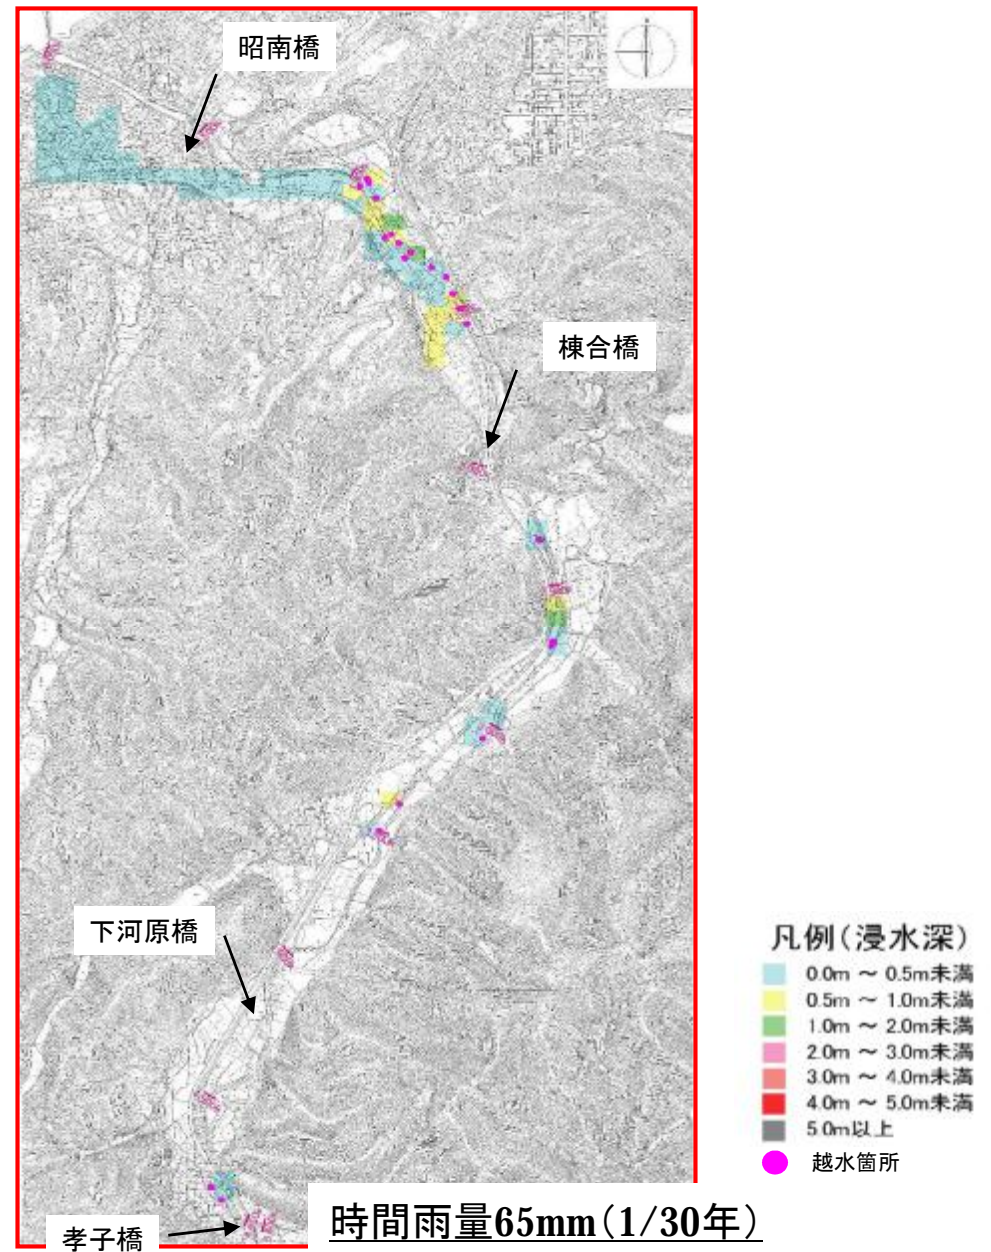 昭南橋
棟合橋
下河原橋
凡例(浸水深)
0.0m ～ 0.5m未満
0.5m ～ 1.0m未満
1.0m ～ 2.0m未満
2.0m ～ 3.0m未満
3.0m ～ 4.0m未満
4.0m ～ 5.0m未満
5.0m以上
越水箇所
孝子橋
時間雨量65mm(1/30年)